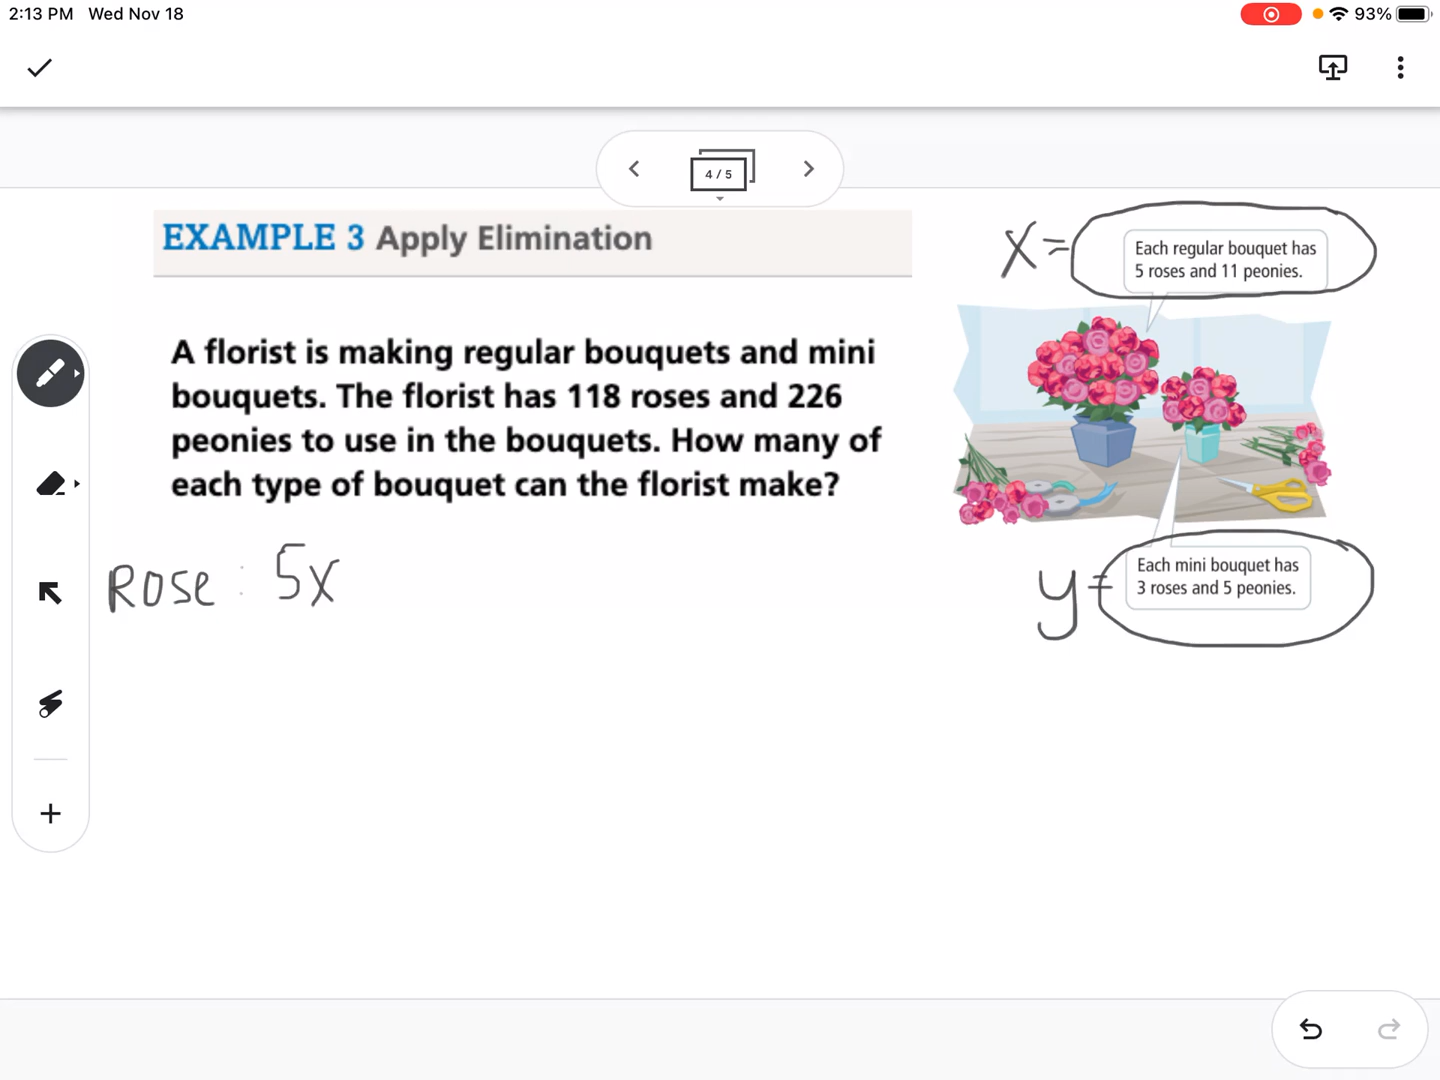 2:13 PM Wed Nov 18
93%
4 / 5
EXAMPLE 3 Apply Elimination
x =
Each regular bouquet has
5 roses and 11 peonies.
A florist is making regular bouquets and mini
bouquets. The florist has 118 roses and 226
peonies to use in the bouquets. How many of
each type of bouquet can the florist make?
Rose : 5x
y =
Each mini bouquet has
3 roses and 5 peonies.